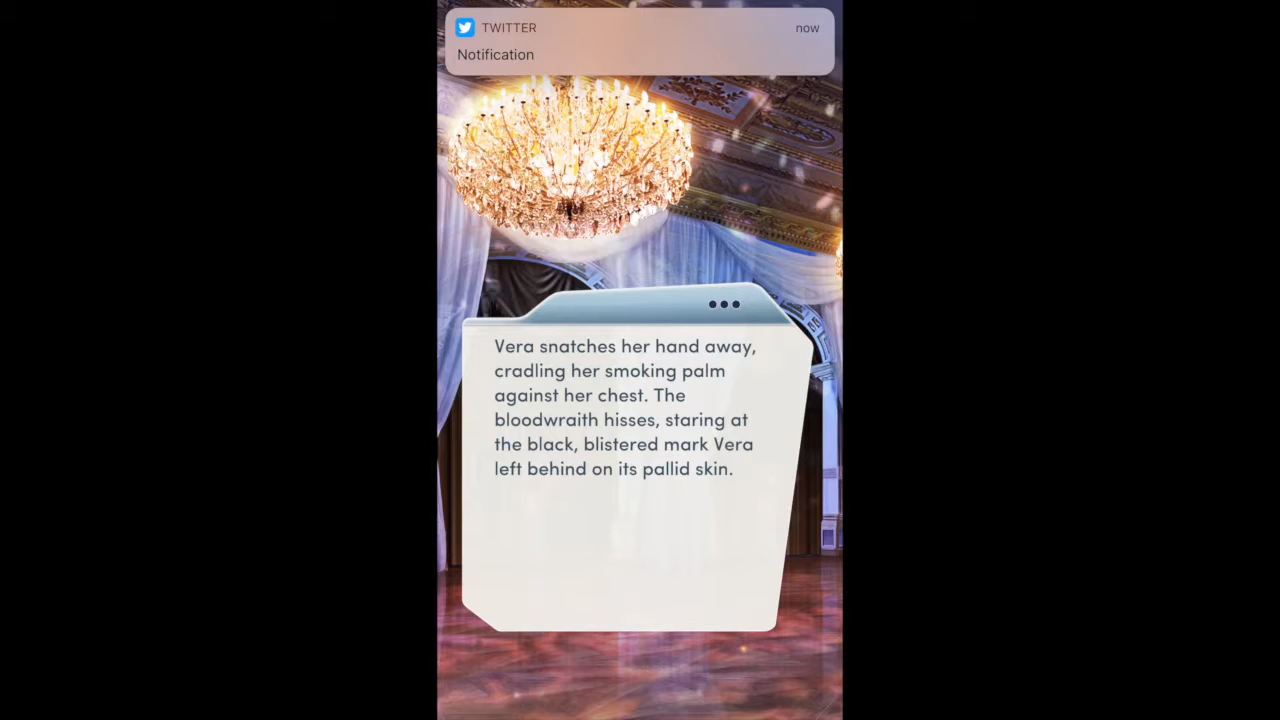 TWITTER now
Notification
Vera snatches her hand away,
cradling her smoking palm
against her chest. The
bloodwraith hisses, staring at
the black, blistered mark Vera
left behind on its pallid skin.